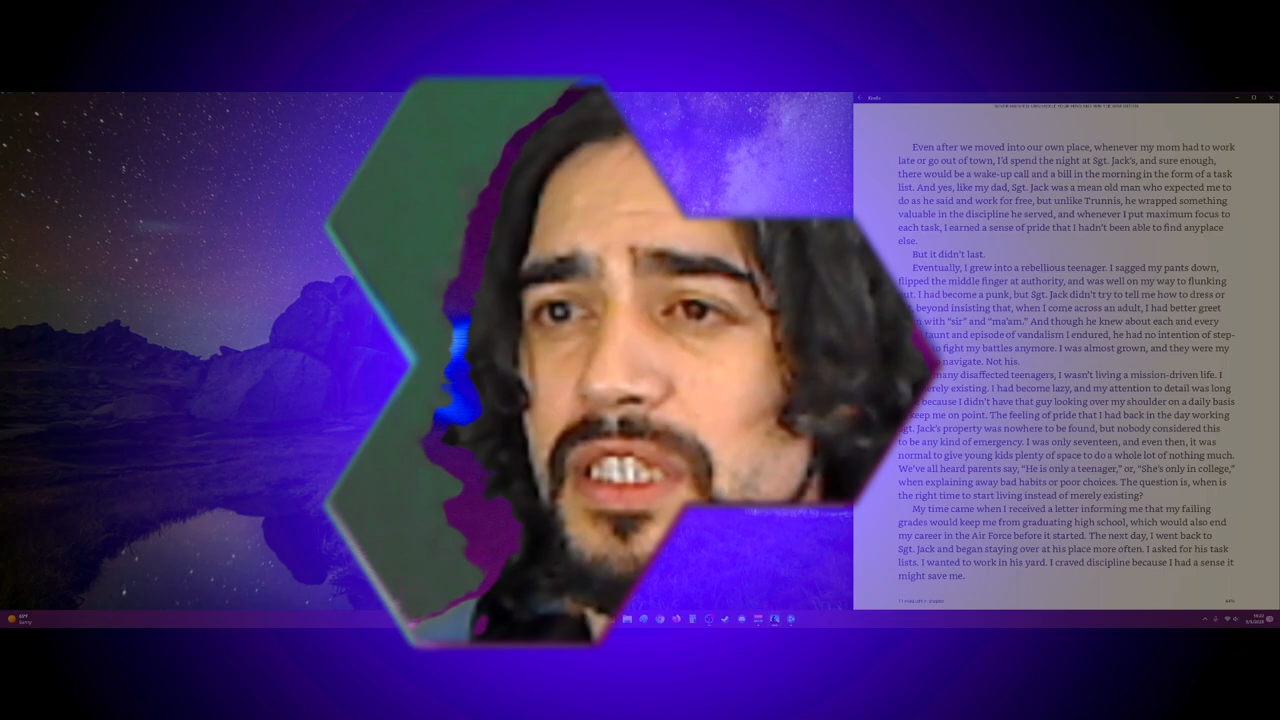 Kindle
NEVER FINISHED: UNSHACKLE YOUR MIND AND WIN THE WAR WITHIN
Even after we moved into our own place, whenever my mom had to work
late or go out of town, I'd spend the night at Sgt. Jack's, and sure enough,
there would be a wake-up call and a bill in the morning in the form of a task
list. And yes, like my dad, Sgt. Jack was a mean old man who expected me to
do as he said and work for free, but unlike Trunnis, he wrapped something
valuable in the discipline he served, and whenever I put maximum focus to
each task, I earned a sense of pride that I hadn't been able to find anyplace
else.
But it didn't last.
Eventually, I grew into a rebellious teenager. I sagged my pants down,
flipped the middle finger at authority, and was well on my way to flunking
I had become a punk, but Sgt. Jack didn't try to tell me how to dress or
beyond insisting that, when I come across an adult, I had better greet
with “sir” and “ma'am.” And though he knew about each and every
taunt and episode of vandalism I endured, he had no intention of step-
to fight my battles anymore. I was almost grown, and they were my
navigate. Not his.
many disaffected teenagers, I wasn't living a mission-driven life. I
existing. I had become lazy, and my attention to detail was long
because I didn't have that guy looking over my shoulder on a daily basis
keep me on point. The feeling of pride that I had back in the day working
Sgt. Jack's property was nowhere to be found, but nobody considered this
to be any kind of emergency. I was only seventeen, and even then, it was
normal to give young kids plenty of space to do a whole lot of nothing much.
We've all heard parents say, “He is only a teenager,” or, “She's only in college,”
when explaining away bad habits or poor choices. The question is, when is
the right time to start living instead of merely existing?
My time came when I received a letter informing me that my failing
grades would keep me from graduating high school, which would also end
my career in the Air Force before it started. The next day, I went back to
Sgt. Jack and began staying over at his place more often. I asked for his task
lists. I wanted to work in his yard. I craved discipline because I had a sense it
might save me.
Sunny